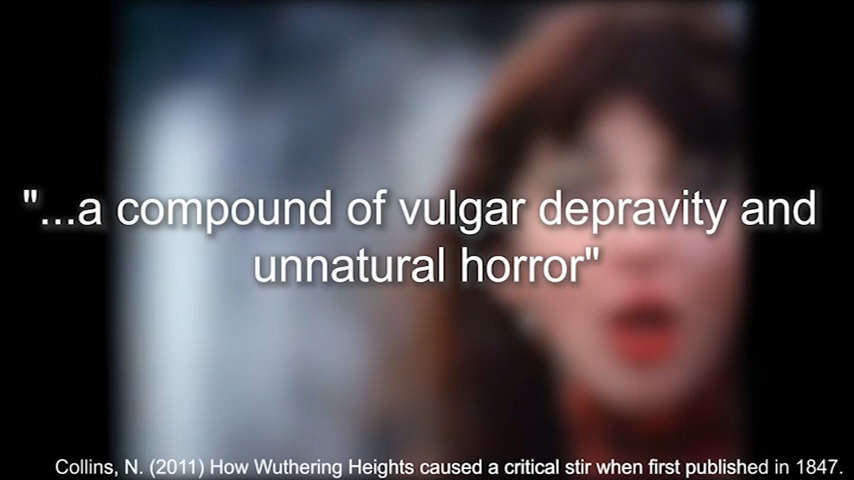 "...a compound of vulgar depravity and
unnatural horror"
Collins, N. (2011) How Wuthering Heights caused a critical stir when first published in 1847.